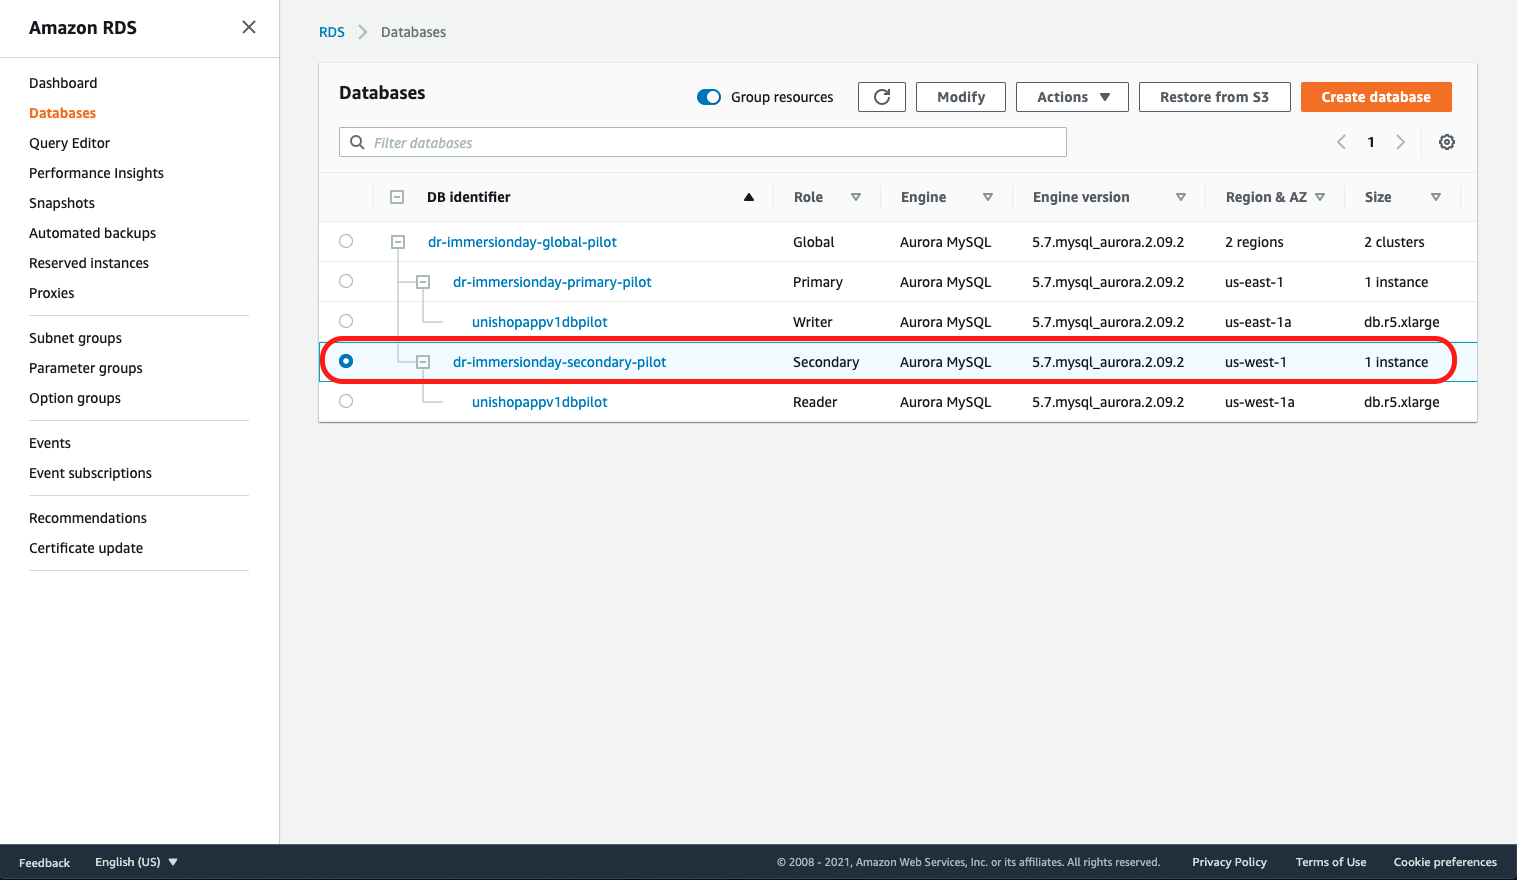 Amazon RDS
Dashboard
Databases
Query Editor
Performance Insights
Snapshots
Automated backups
Reserved instances
Proxies
Subnet groups
Parameter groups
Option groups
Events
Event subscriptions
Recommendations
Certificate update
RDS Databases
Databases Group resources Modify Actions Restore from S3 Create database
Filter databases 1
DB identifier Role Engine Engine version Region & AZ Size
dr-immersionday-global-pilot Global Aurora MySQL 5.7.mysql_aurora.2.09.2 2 regions 2 clusters
dr-immersionday-primary-pilot Primary Aurora MySQL 5.7.mysql_aurora.2.09.2 us-east-1 1 instance
unishopappv1dbpilot Writer Aurora MySQL 5.7.mysql_aurora.2.09.2 us-east-1a db.r5.xlarge
dr-immersionday-secondary-pilot Secondary Aurora MySQL 5.7.mysql_aurora.2.09.2 us-west-1 1 instance
unishopappv1dbpilot Reader Aurora MySQL 5.7.mysql_aurora.2.09.2 us-west-1a db.r5.xlarge
Feedback English (US) © 2008 - 2021, Amazon Web Services, Inc. or its affiliates. All rights reserved. Privacy Policy Terms of Use Cookie preferences